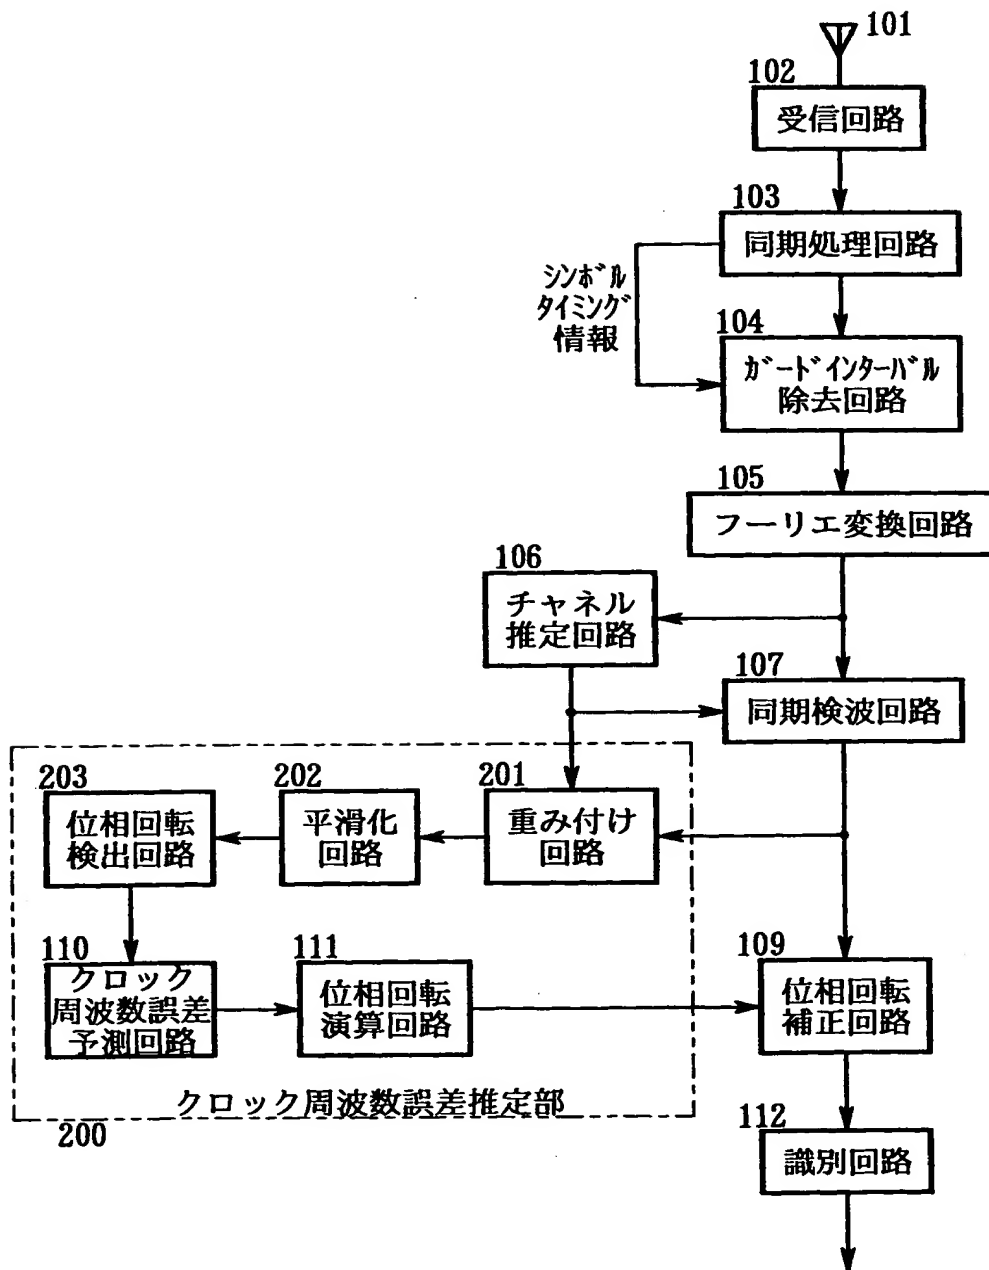 101
102
受信回路
103
同期処理回路
シンボル
タイミング
情報
104
ガードインターバル
除去回路
105
フーリエ変換回路
106
チャネル
推定回路
107
同期検波回路
203
位相回転
検出回路
202
平滑化
回路
201
重み付け
回路
110
クロック
周波数誤差
予測回路
111
位相回転
演算回路
109
位相回転
補正回路
クロック周波数誤差推定部
200
112
識別回路